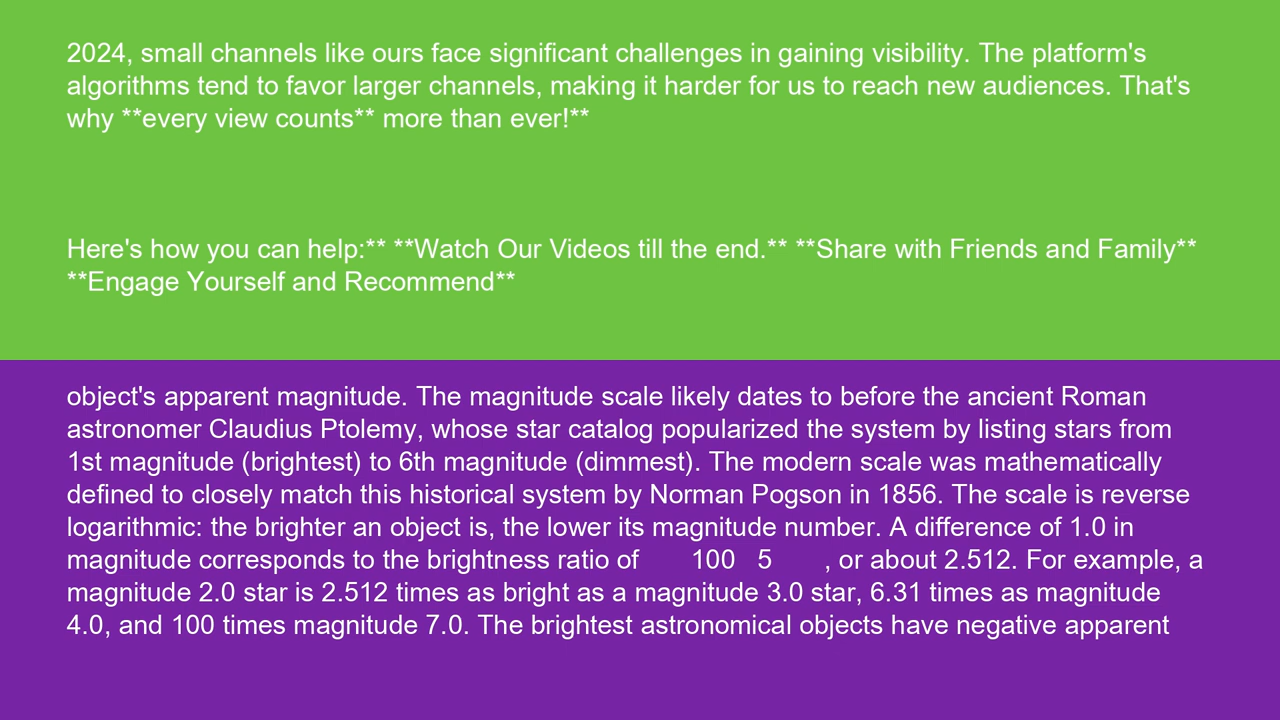 2024, small channels like ours face significant challenges in gaining visibility. The platform's
algorithms tend to favor larger channels, making it harder for us to reach new audiences. That's
why **every view counts** more than ever!**
Here's how you can help:** **Watch Our Videos till the end.** **Share with Friends and Family**
**Engage Yourself and Recommend**
object's apparent magnitude. The magnitude scale likely dates to before the ancient Roman
astronomer Claudius Ptolemy, whose star catalog popularized the system by listing stars from
1st magnitude (brightest) to 6th magnitude (dimmest). The modern scale was mathematically
defined to closely match this historical system by Norman Pogson in 1856. The scale is reverse
logarithmic: the brighter an object is, the lower its magnitude number. A difference of 1.0 in
magnitude corresponds to the brightness ratio of 100 5 , or about 2.512. For example, a
magnitude 2.0 star is 2.512 times as bright as a magnitude 3.0 star, 6.31 times as magnitude
4.0, and 100 times magnitude 7.0. The brightest astronomical objects have negative apparent